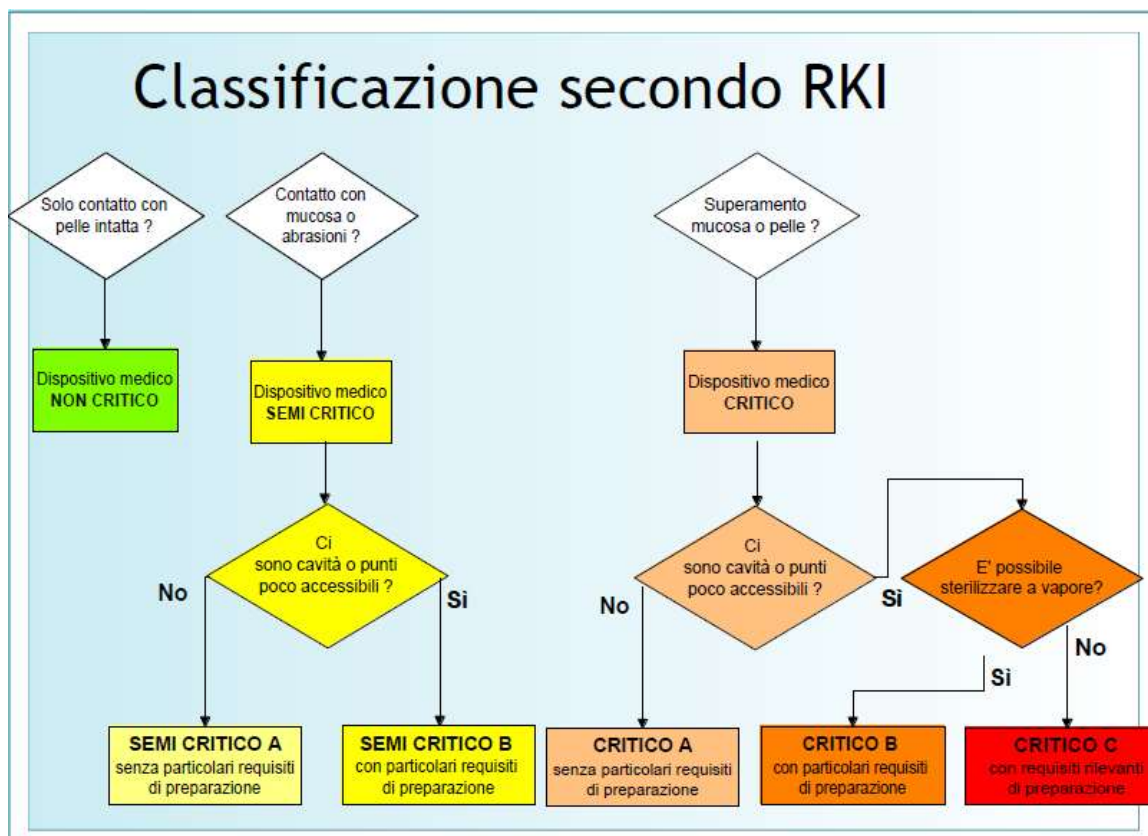 Classificazione secondo RKI
Solo contatto con
pelle intatta ?
Contatto con
mucosa o
abrasioni ?
Superamento
mucosa o pelle ?
Dispositivo medico
NON CRITICO
Dispositivo medico
SEMI CRITICO
Dispositivo medico
CRITICO
Ci
sono cavità o punti
poco accessibili ?
No
Sì
Ci
sono cavità o punti
poco accessibili ?
No
Sì
E' possibile
sterilizzare a vapore?
Sì
No
SEMI CRITICO A
senza particolari requisiti
di preparazione
SEMI CRITICO B
con particolari requisiti
di preparazione
CRITICO A
senza particolari requisiti
di preparazione
CRITICO B
con particolari requisiti
di preparazione
CRITICO C
con requisiti rilevanti
di preparazione